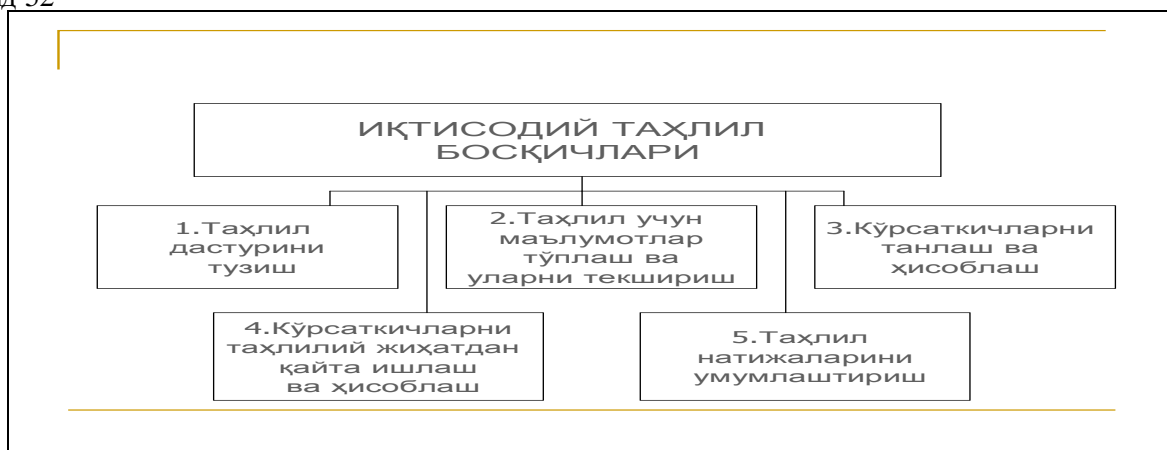 ИҚТИСОДИЙ ТАҲЛИЛ
БОСҚИЧЛАРИ
1.Таҳлил
дастурини
тузиш
2.Таҳлил учун
маълумотлар
тўплаш ва
уларни текшириш
3.Кўрсаткичларни
танлаш ва
ҳисоблаш
4.Кўрсаткичларни
таҳлилий жиҳатдан
қайта ишлаш
ва ҳисоблаш
5.Таҳлил
натижаларини
умумлаштириш